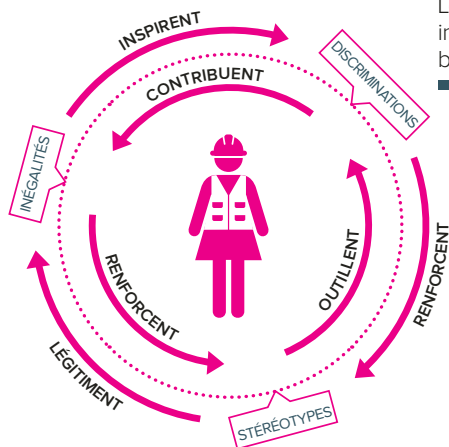 INSPIRENT
CONTRIBUENT
DISCRIMINATIONS
INÉGALITÉS
RENFORCENT
OUTILLENT
RENFORCENT
LÉGITIMENT
STÉRÉOTYPES